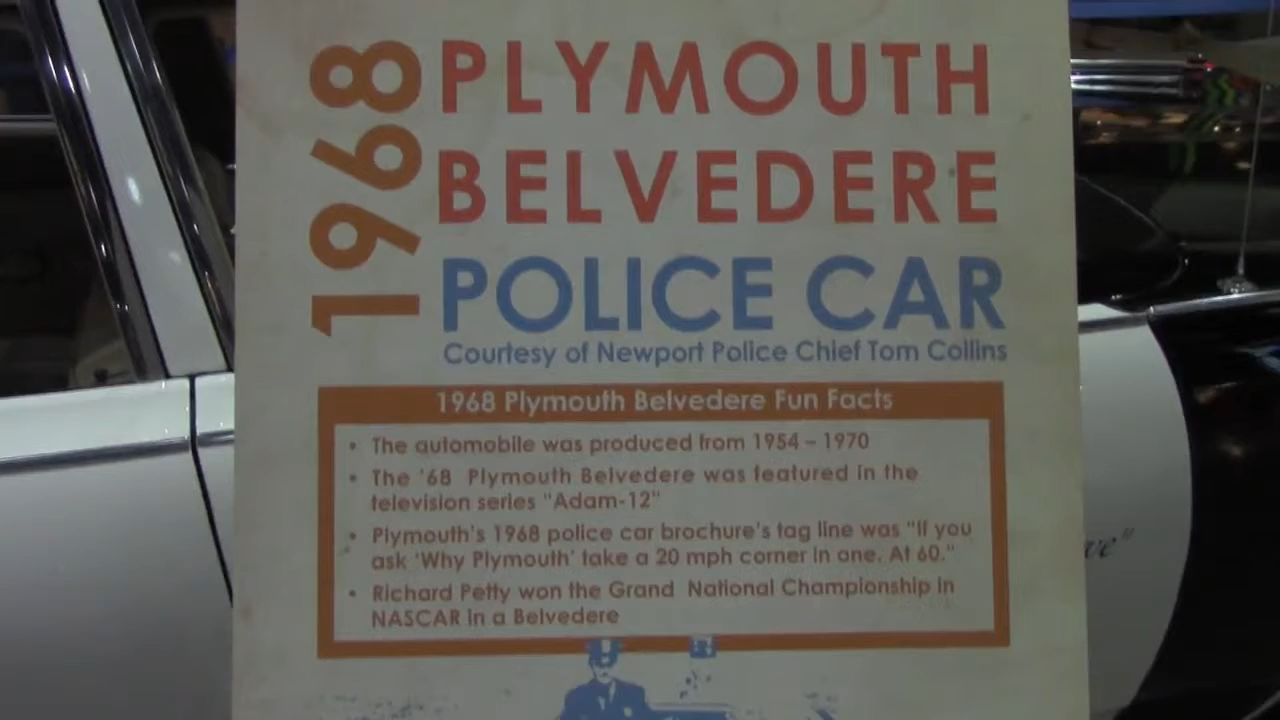 1968
PLYMOUTH
BELVEDERE
POLICE CAR
Courtesy of Newport Police Chief Tom Collins
1968 Plymouth Belvedere Fun Facts
• The automobile was produced from 1954 – 1970
• The '68 Plymouth Belvedere was featured in the
television series "Adam-12"
• Plymouth's 1968 police car brochure's tag line was "If you
ask 'Why Plymouth' take a 20 mph corner in one. At 60."
• Richard Petty won the Grand National Championship in
NASCAR in a Belvedere